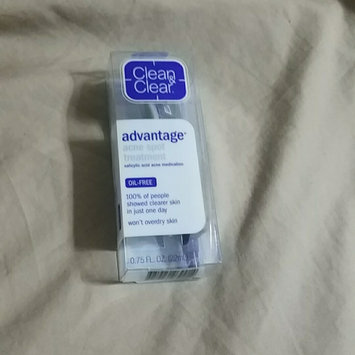 Clean &
Clear.
advantage®
acne spot
treatment
salicylic acid acne medication
OIL-FREE
100% of people
showed clearer skin
in just one day
won't overdry skin
0.75 FL. OZ. (22mL)